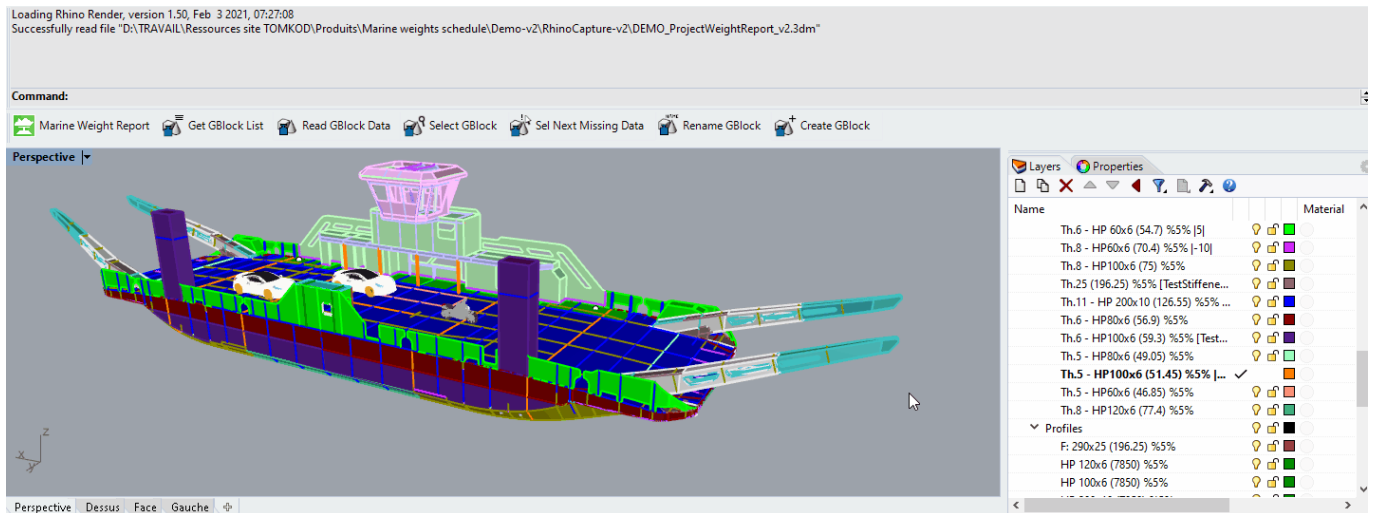 Loading Rhino Render, version 1.50, Feb 3 2021, 07:27:08
Successfully read file "D:\TRAVAIL\Ressources site TOMKOD\Produits\Marine weights schedule\Demo-v2\RhinoCapture-v2\DEMO_ProjectWeightReport_v2.3dm"
Command:
Marine Weight Report Get GBlock List Read GBlock Data Select GBlock Sel Next Missing Data Rename GBlock Create GBlock
Perspective
Layers Properties
Name Material
Th.6 - HP 60x6 (54.7) %5% |5|
Th.8 - HP60x6 (70.4) %5% |-10|
Th.8 - HP100x6 (75) %5%
Th.25 (196.25) %5% [TestStiffene...
Th.11 - HP 200x10 (126.55) %5% ...
Th.6 - HP80x6 (56.9) %5%
Th.6 - HP100x6 (59.3) %5% [Test...
Th.5 - HP80x6 (49.05) %5%
Th.5 - HP100x6 (51.45) %5% |...
Th.5 - HP60x6 (46.85) %5%
Th.8 - HP120x6 (77.4) %5%
Profiles
F: 290x25 (196.25) %5%
HP 120x6 (7850) %5%
HP 100x6 (7850) %5%
z
x
y
Perspective Dessus Face Gauche